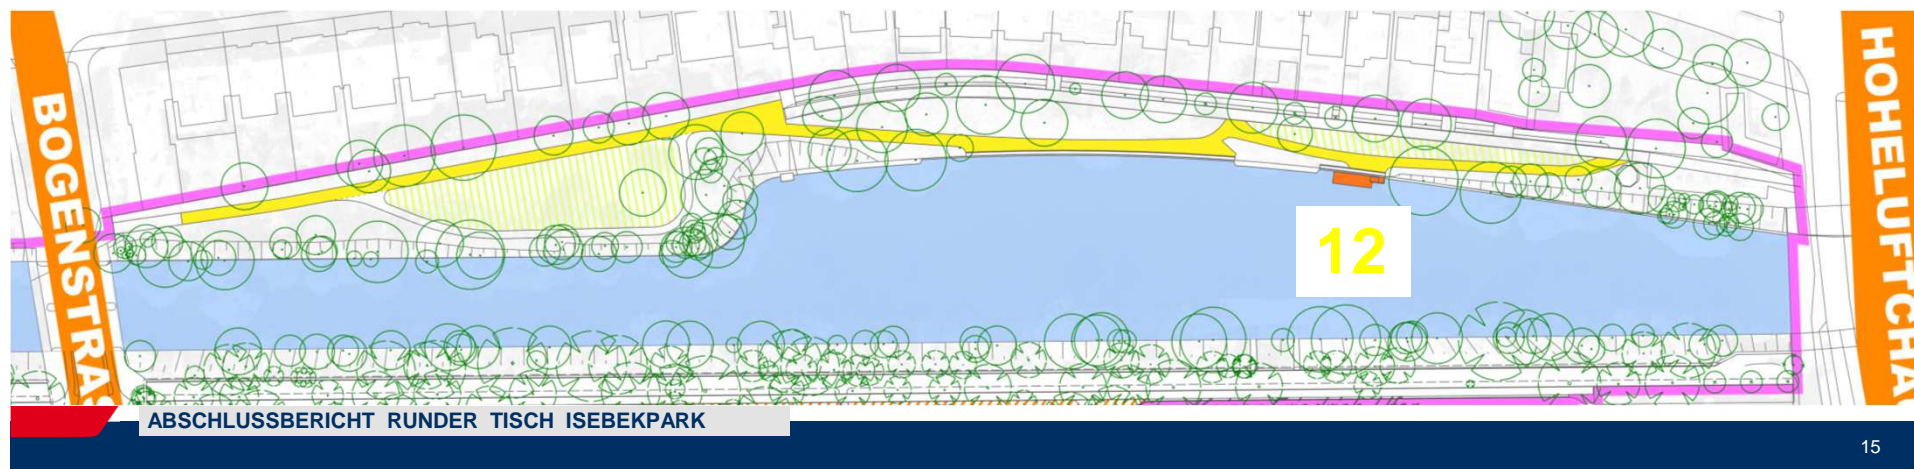 BOGENSTRA
HOHELUFTCHA
12
ABSCHLUSSBERICHT RUNDER TISCH ISEBEKPARK
15